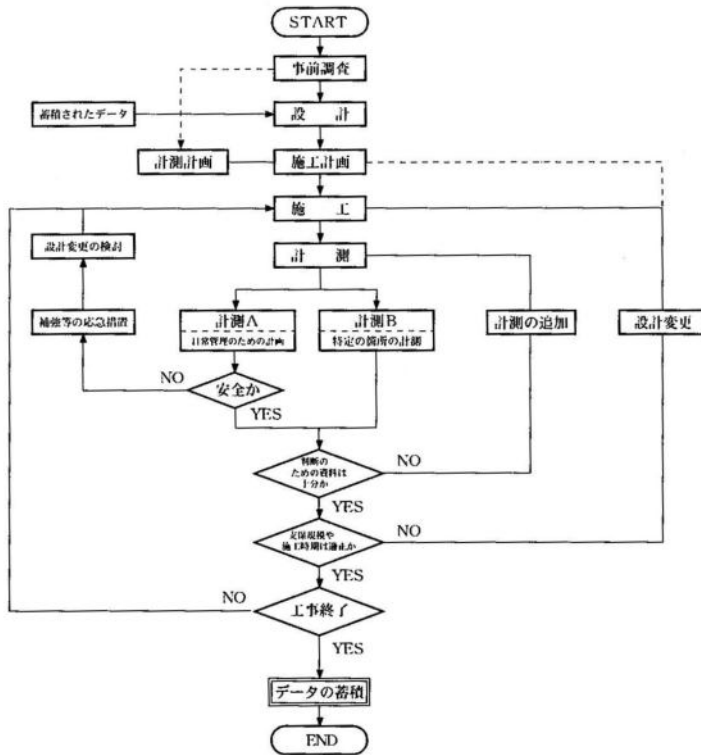 START
事前調査
蓄積されたデータ
設 計
計測計画
施工計画
施 工
設計変更の検討
計 測
補強等の応急措置
計測A
日常管理のための計画
計測B
特定の箇所の計測
計測の追加
設計変更
NO
安全か
YES
判断の
ための資料は
十分か
NO
YES
支保規模や
施工時期は適正か
NO
YES
NO
工事終了
YES
データの蓄積
END